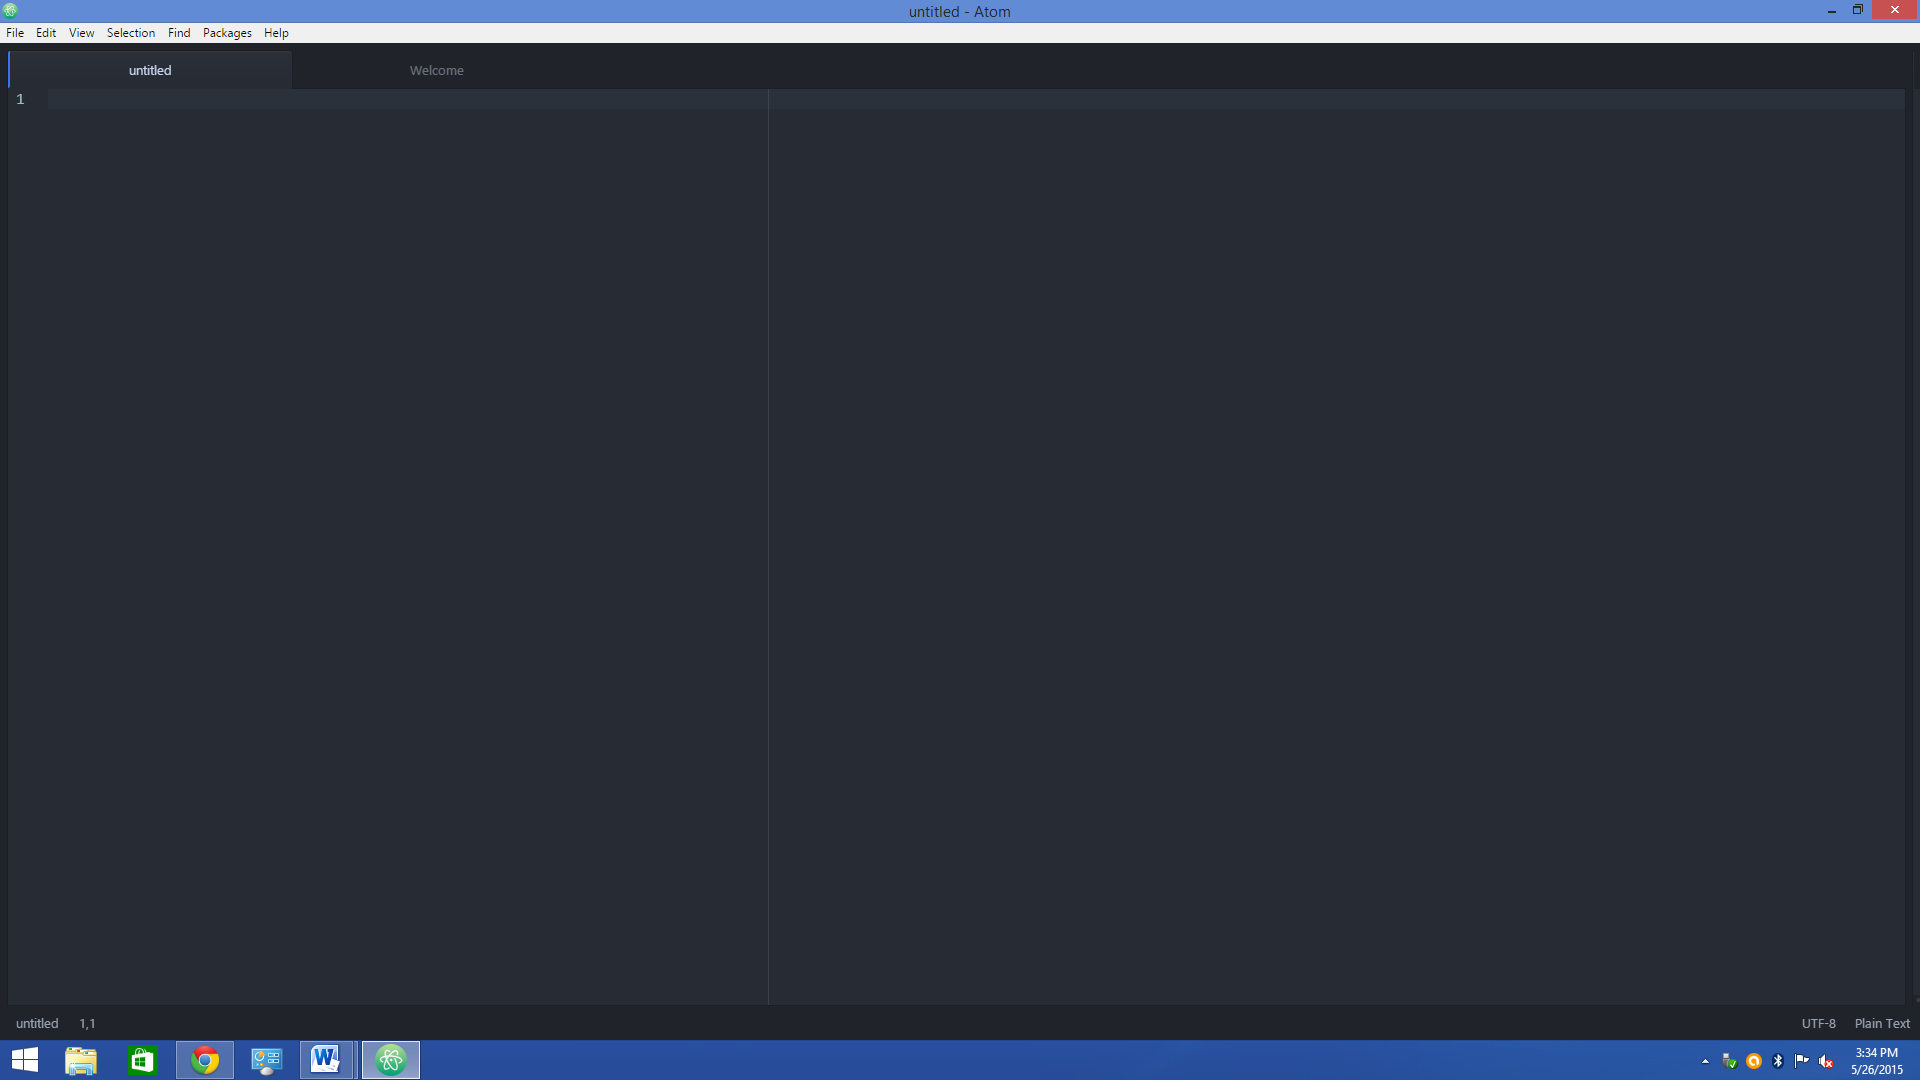 untitled - Atom
File Edit View Selection Find Packages Help
untitled Welcome
1
untitled 1,1 UTF-8 Plain Text
W
3:34 PM
5/26/2015